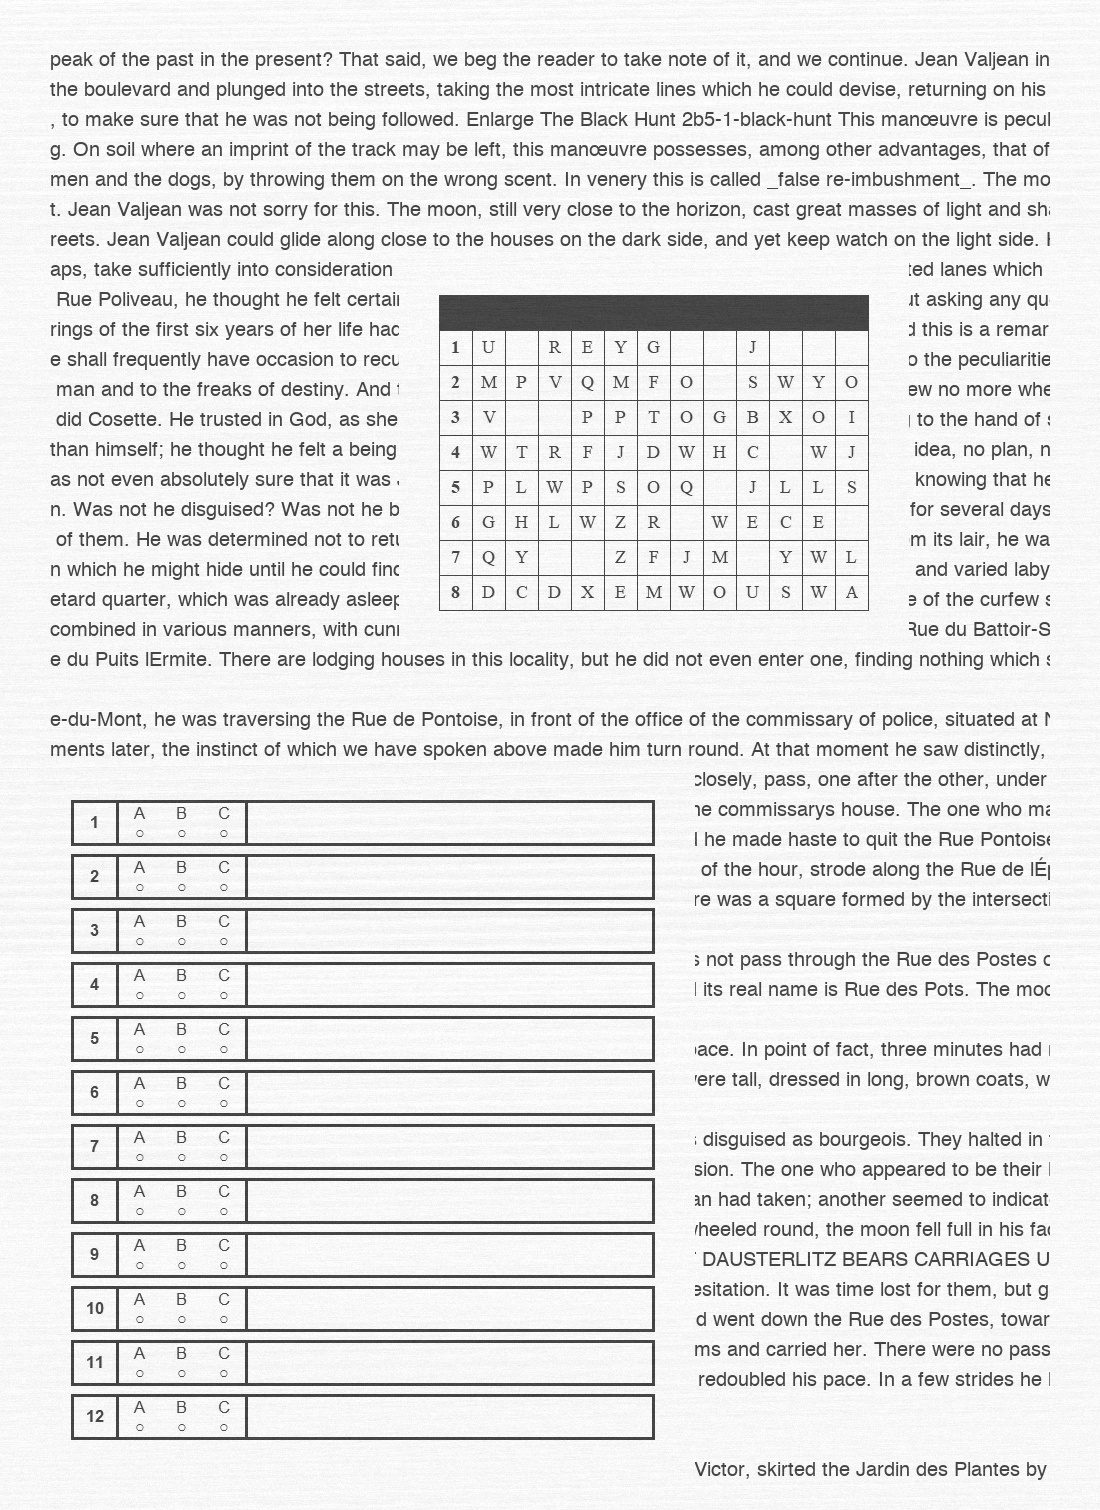 peak of the past in the present? That said, we beg the reader to take note of it, and we continue. Jean Valjean in
the boulevard and plunged into the streets, taking the most intricate lines which he could devise, returning on his
, to make sure that he was not being followed. Enlarge The Black Hunt 2b5-1-black-hunt This manœuvre is pecul
g. On soil where an imprint of the track may be left, this manœuvre possesses, among other advantages, that of
men and the dogs, by throwing them on the wrong scent. In venery this is called _false re-imbushment_. The mo
t. Jean Valjean was not sorry for this. The moon, still very close to the horizon, cast great masses of light and sh
reets. Jean Valjean could glide along close to the houses on the dark side, and yet keep watch on the light side.
aps, take sufficiently into consideration ted lanes which
Rue Poliveau, he thought he felt certain ut asking any qu
rings of the first six years of her life had d this is a remar
e shall frequently have occasion to recu o the peculiaritie
man and to the freaks of destiny. And ew no more whe
did Cosette. He trusted in God, as she to the hand of
than himself; he thought he felt a being idea, no plan, n
as not even absolutely sure that it was knowing that he
n. Was not he disguised? Was not he b for several days
of them. He was determined not to retu m its lair, he wa
n which he might hide until he could find and varied laby
etard quarter, which was already asleep e of the curfew s
combined in various manners, with cunn Rue du Battoir-S
1 U R E Y G J
2 M P V Q M F O S W Y O
3 V P P T O G B X O I
4 W T R F J D W H C W J
5 P L W P S O Q J L L S
6 G H L W Z R W E C E
7 Q Y Z F J M Y W L
8 D C D X E M W O U S W A
e du Puits lErmite. There are lodging houses in this locality, but he did not even enter one, finding nothing which s
e-du-Mont, he was traversing the Rue de Pontoise, in front of the office of the commissary of police, situated at N
ments later, the instinct of which we have spoken above made him turn round. At that moment he saw distinctly,
closely, pass, one after the other, under
he commissarys house. The one who ma
he made haste to quit the Rue Pontoise
of the hour, strode along the Rue de lÉp
re was a square formed by the intersecti
s not pass through the Rue des Postes
its real name is Rue des Pots. The moo
pace. In point of fact, three minutes had
were tall, dressed in long, brown coats, w
disguised as bourgeois. They halted in
sion. The one who appeared to be their
an had taken; another seemed to indicat
wheeled round, the moon fell full in his fac
DAUSTERLITZ BEARS CARRIAGES U
esitation. It was time lost for them, but g
d went down the Rue des Postes, towar
ms and carried her. There were no pass
redoubled his pace. In a few strides he
Victor, skirted the Jardin des Plantes by
1 A B C
2 A B C
3 A B C
4 A B C
5 A B C
6 A B C
7 A B C
8 A B C
9 A B C
10 A B C
11 A B C
12 A B C